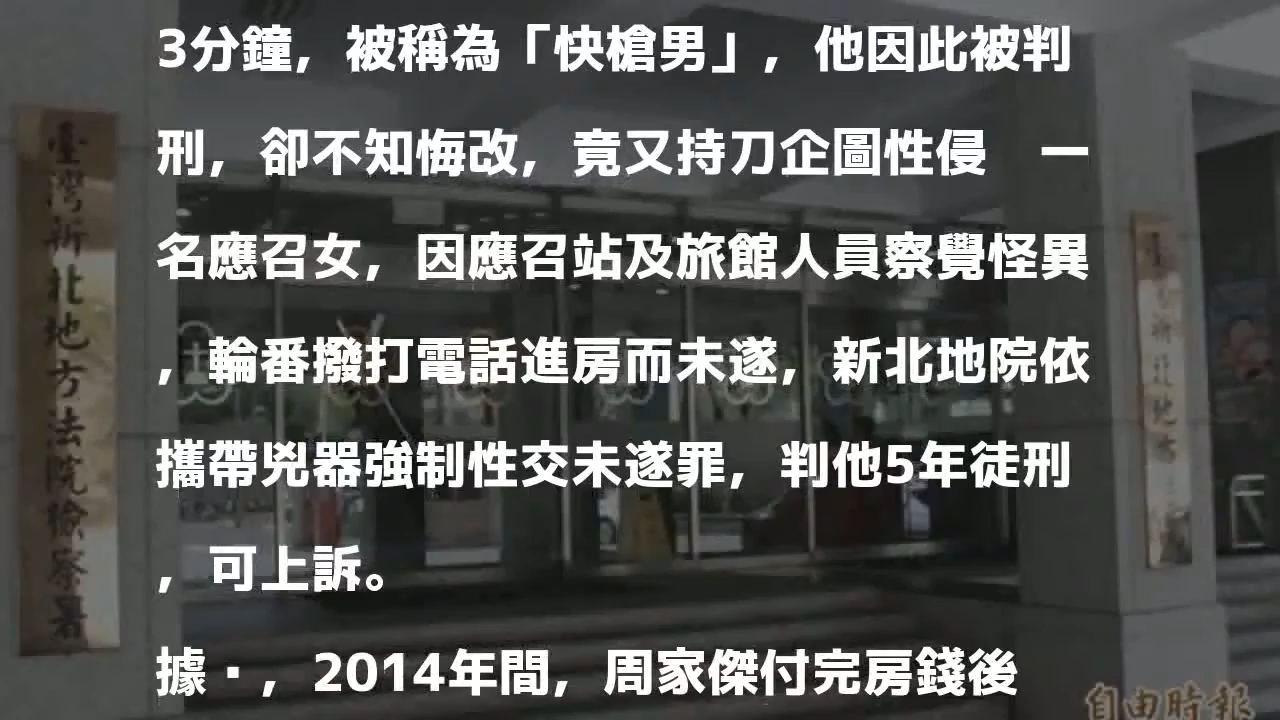 3分鐘，被稱為「快槍男」，他因此被判
刑，卻不知悔改，竟又持刀企圖性侵　一
名應召女，因應召站及旅館人員察覺怪異
，輪番撥打電話進房而未遂，新北地院依
攜帶兇器強制性交未遂罪，判他5年徒刑
，可上訴。
據·，2014年間，周家傑付完房錢後
臺灣新北地方法院檢察署
自由時報